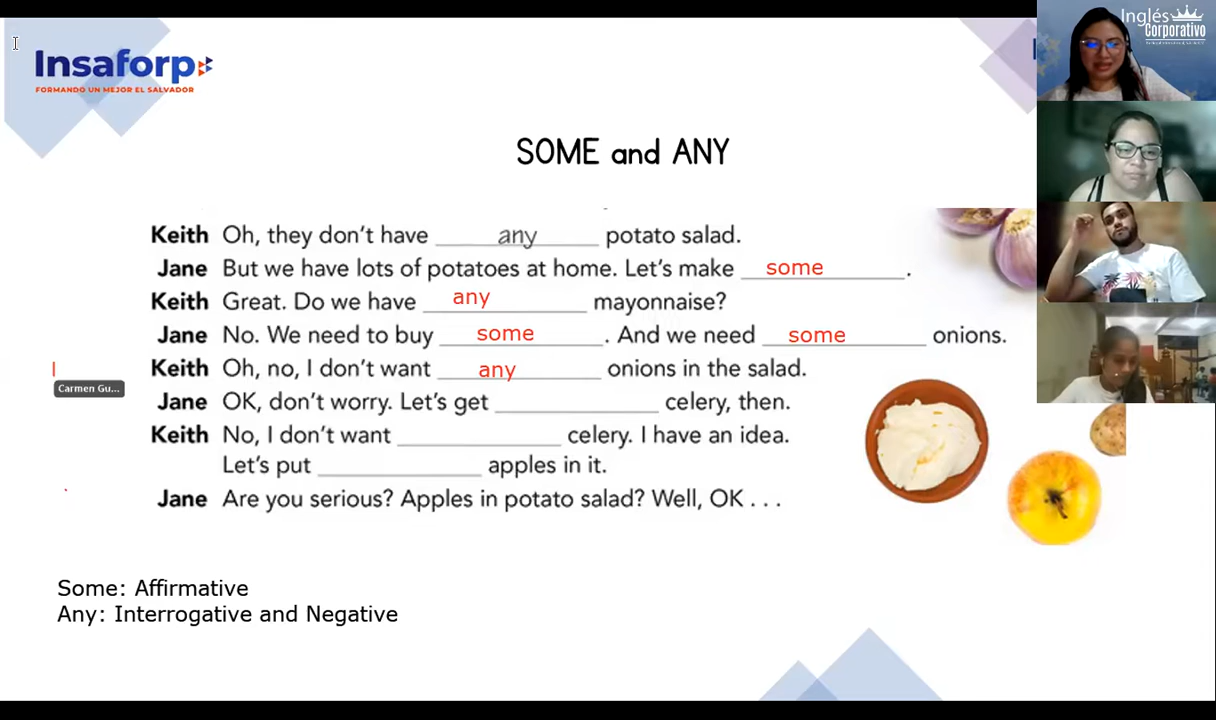 Insaforp
FORMANDO UN MEJOR EL SALVADOR
Inglés
Corporativo
SOME and ANY
Keith Oh, they don't have any potato salad.
Jane But we have lots of potatoes at home. Let's make some.
Keith Great. Do we have any mayonnaise?
Jane No. We need to buy some. And we need some onions.
Keith Oh, no, I don't want any onions in the salad.
Carmen Gu...
Jane OK, don't worry. Let's get ____________ celery, then.
Keith No, I don't want ____________ celery. I have an idea.
Let's put ____________ apples in it.
Jane Are you serious? Apples in potato salad? Well, OK . . .
Some: Affirmative
Any: Interrogative and Negative